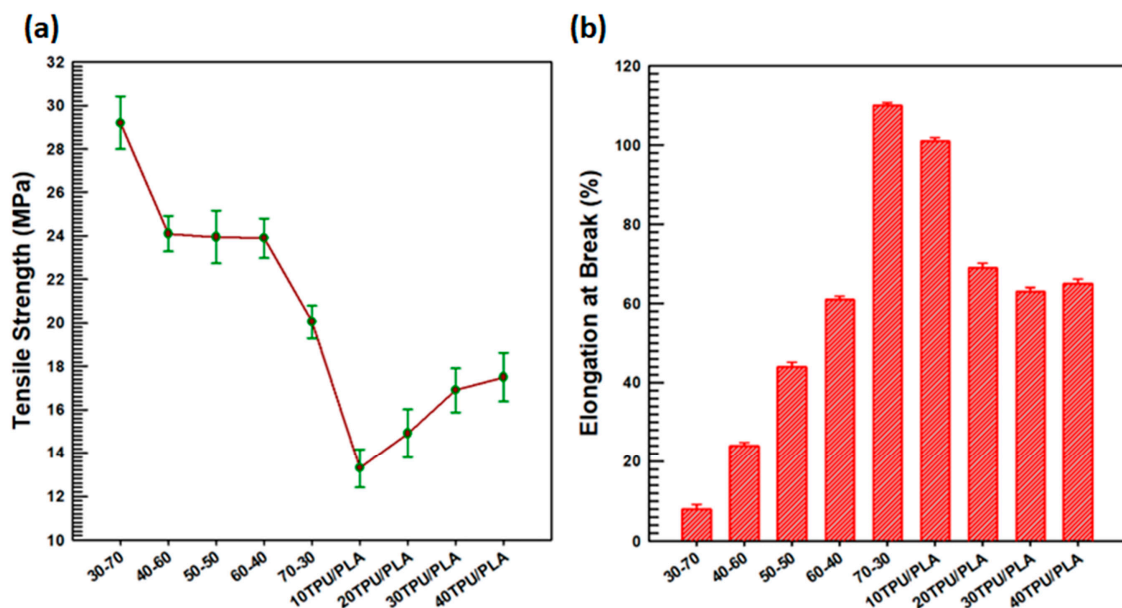 (a)
Tensile Strength (MPa)
32
30
28
26
24
22
20
18
16
14
12
10
30-70
40-60
50-50
60-40
70-30
10TPU/PLA
20TPU/PLA
30TPU/PLA
40TPU/PLA
(b)
Elongation at Break (%)
120
100
80
60
40
20
0
30-70
40-60
50-50
60-40
70-30
10TPU/PLA
20TPU/PLA
30TPU/PLA
40TPU/PLA